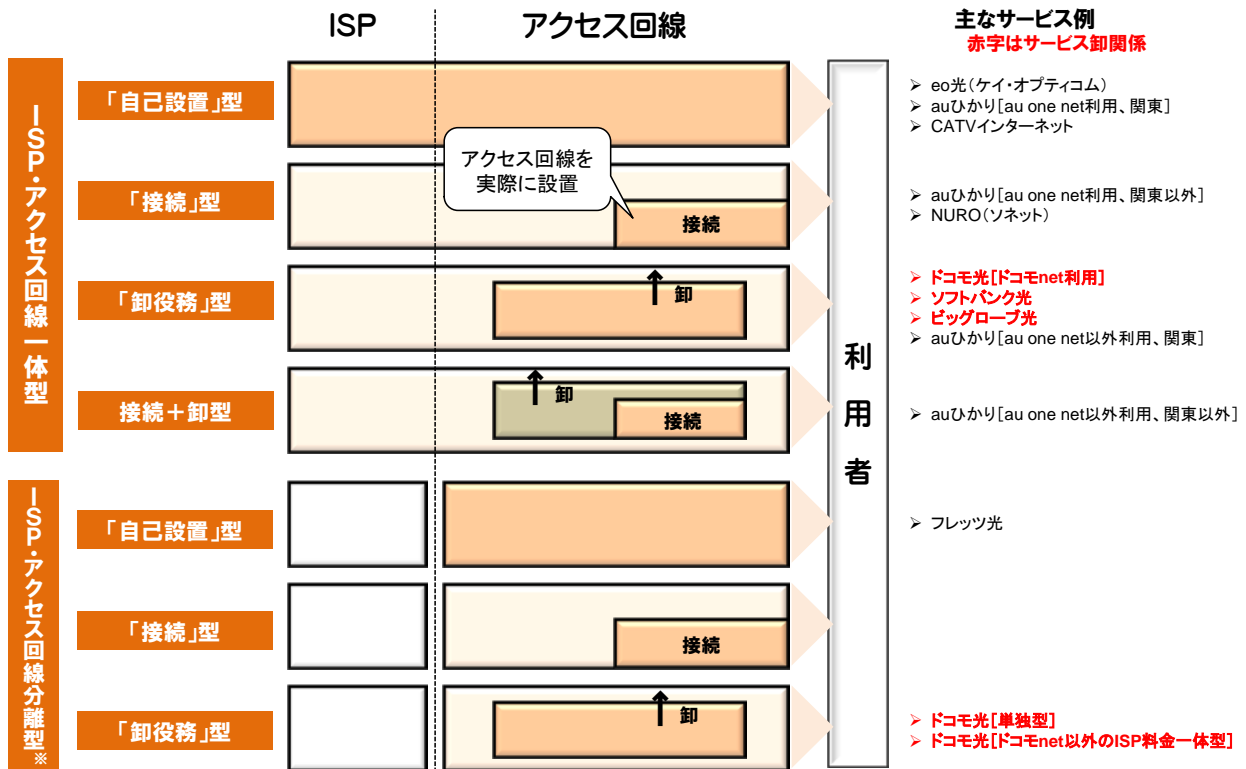 ISP
アクセス回線
主なサービス例
赤字はサービス卸関係
ISP・アクセス回線一体型
「自己設置」型
➢ eo光(ケイ・オプティコム)
➢ auひかり[au one net利用、関東]
➢ CATVインターネット
アクセス回線を
実際に設置
「接続」型
接続
➢ auひかり[au one net利用、関東以外]
➢ NURO(ソネット)
「卸役務」型
卸
➢ ドコモ光[ドコモnet利用]
➢ ソフトバンク光
➢ ビッグローブ光
➢ auひかり[au one net以外利用、関東]
接続+卸型
卸
接続
➢ auひかり[au one net以外利用、関東以外]
利用者
ISP・アクセス回線分離型※
「自己設置」型
➢ フレッツ光
「接続」型
接続
「卸役務」型
卸
➢ ドコモ光[単独型]
➢ ドコモ光[ドコモnet以外のISP料金一体型]